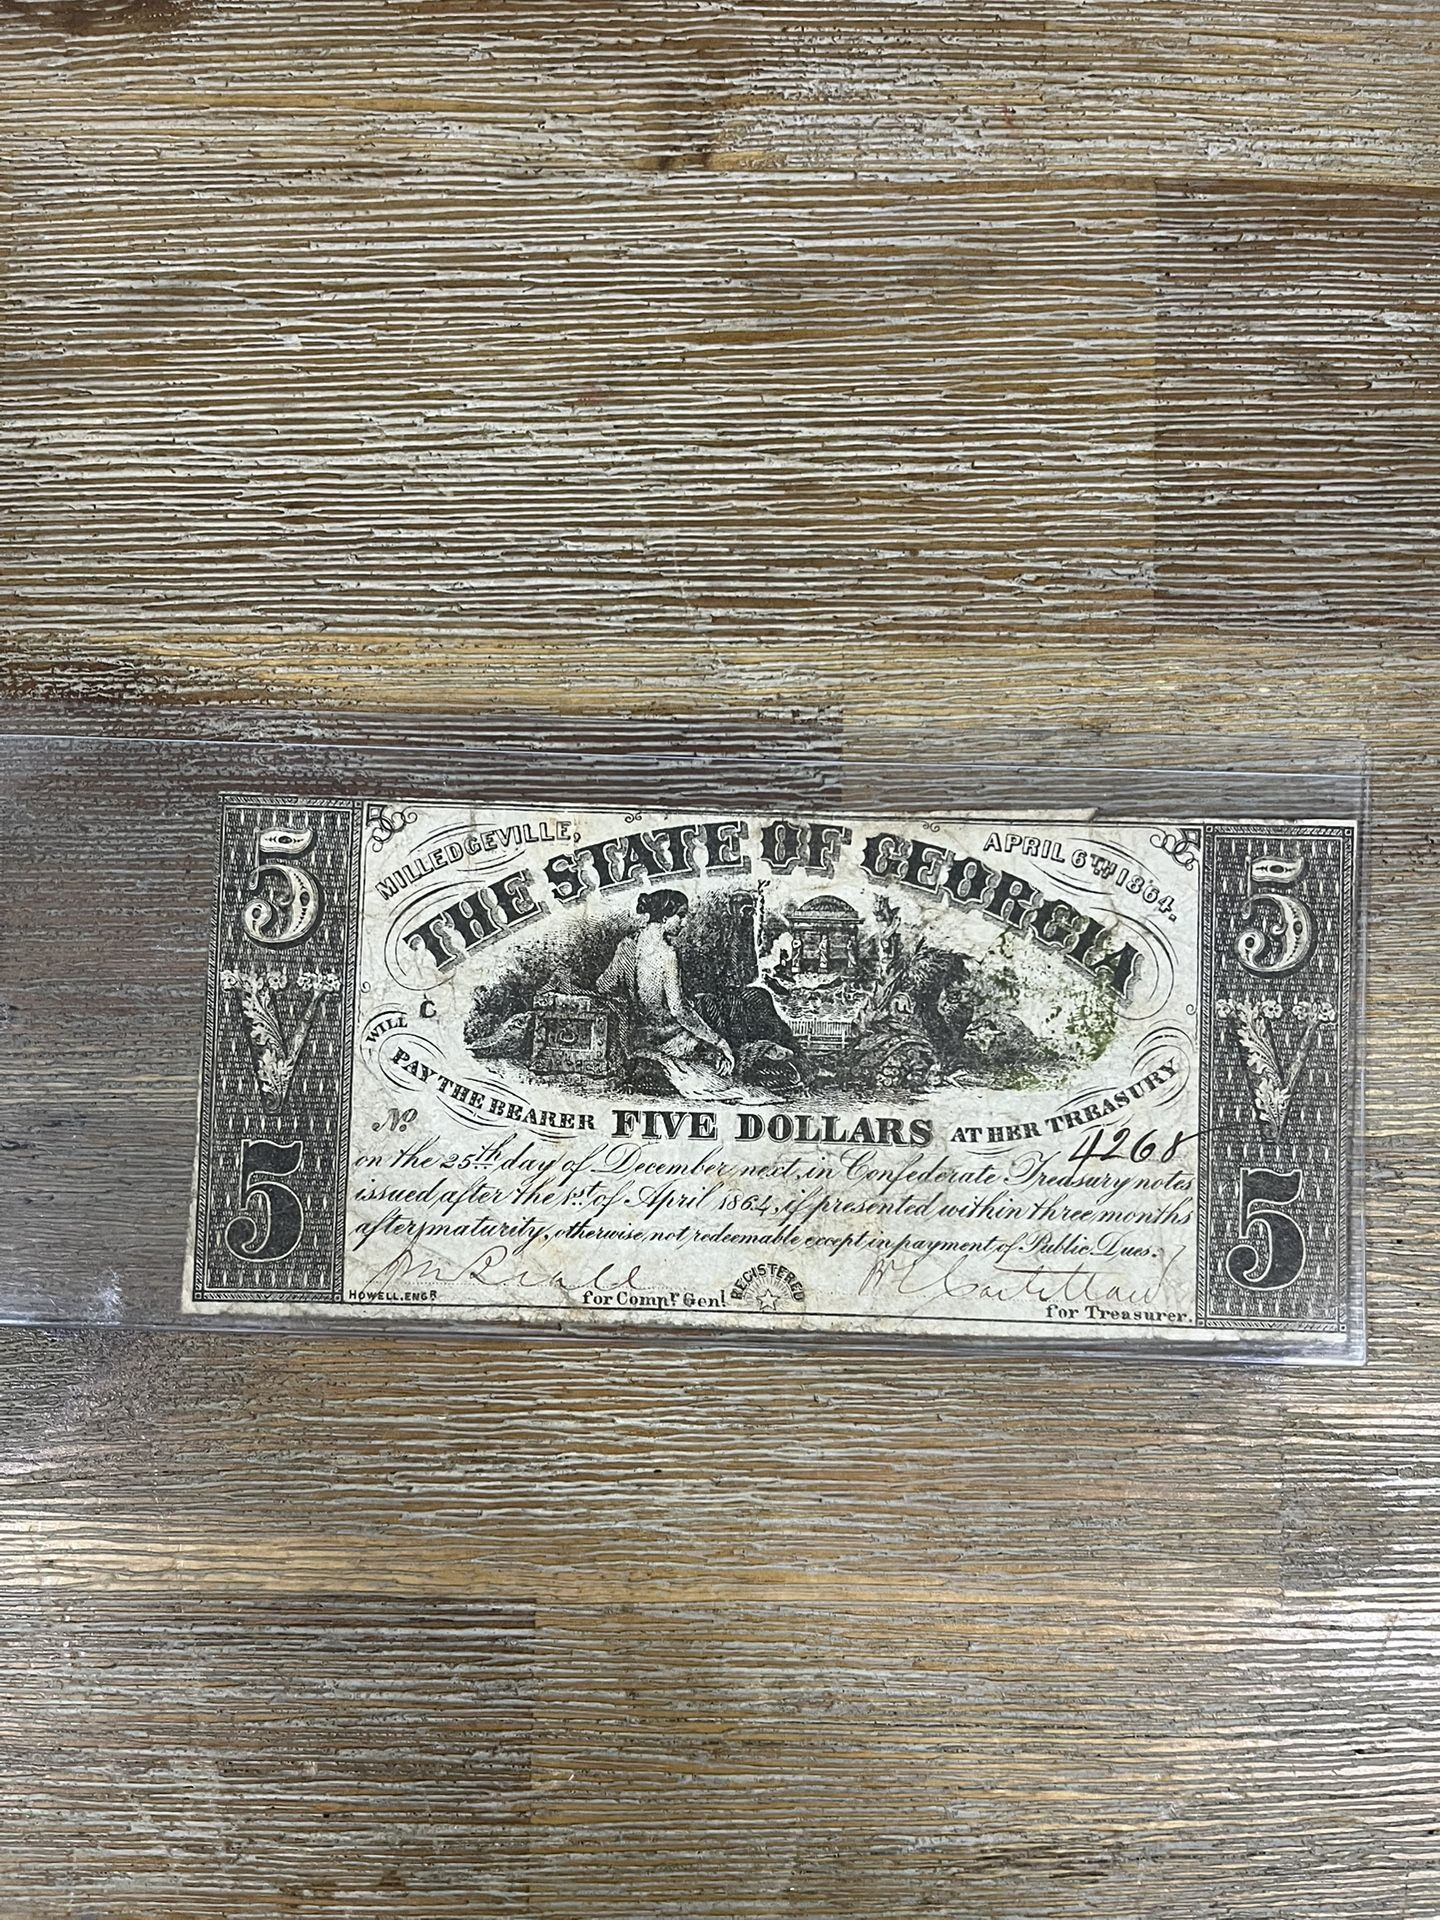 MILLEDGEVILLE,
APRIL 6TH 1864.
THE STATE OF GEORGIA
5 V 5
5 V 5
C
WILL
PAY THE BEARER FIVE DOLLARS AT HER TREASURY
No. 4268
on the 25th day of December next, in Confederate Treasury notes
issued after the 1st of April 1864, if presented within three months
after maturity, otherwise not redeemable except in payment of Public Dues.
HOWELL, ENGR for Compr. Genl. REGISTERED
for Treasurer.